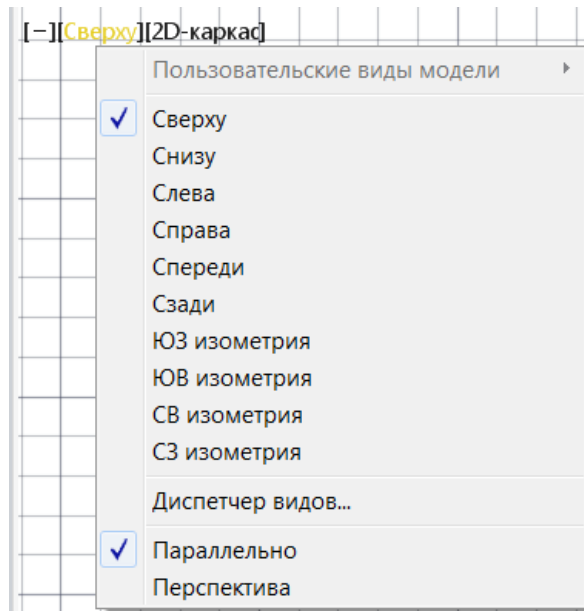 [−][Сверху][2D-каркас]
Пользовательские виды модели
Сверху
Снизу
Слева
Справа
Спереди
Сзади
ЮЗ изометрия
ЮВ изометрия
СВ изометрия
СЗ изометрия
Диспетчер видов...
Параллельно
Перспектива